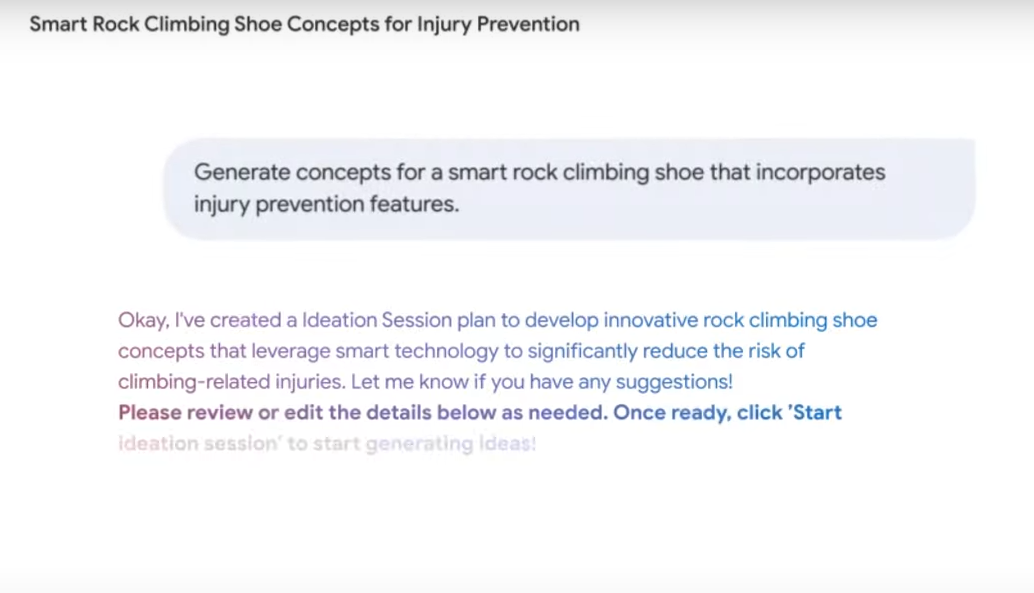 Smart Rock Climbing Shoe Concepts for Injury Prevention
Generate concepts for a smart rock climbing shoe that incorporates
injury prevention features.
Okay, I've created a Ideation Session plan to develop innovative rock climbing shoe
concepts that leverage smart technology to significantly reduce the risk of
climbing-related injuries. Let me know if you have any suggestions!
Please review or edit the details below as needed. Once ready, click 'Start
ideation session' to start generating ideas!